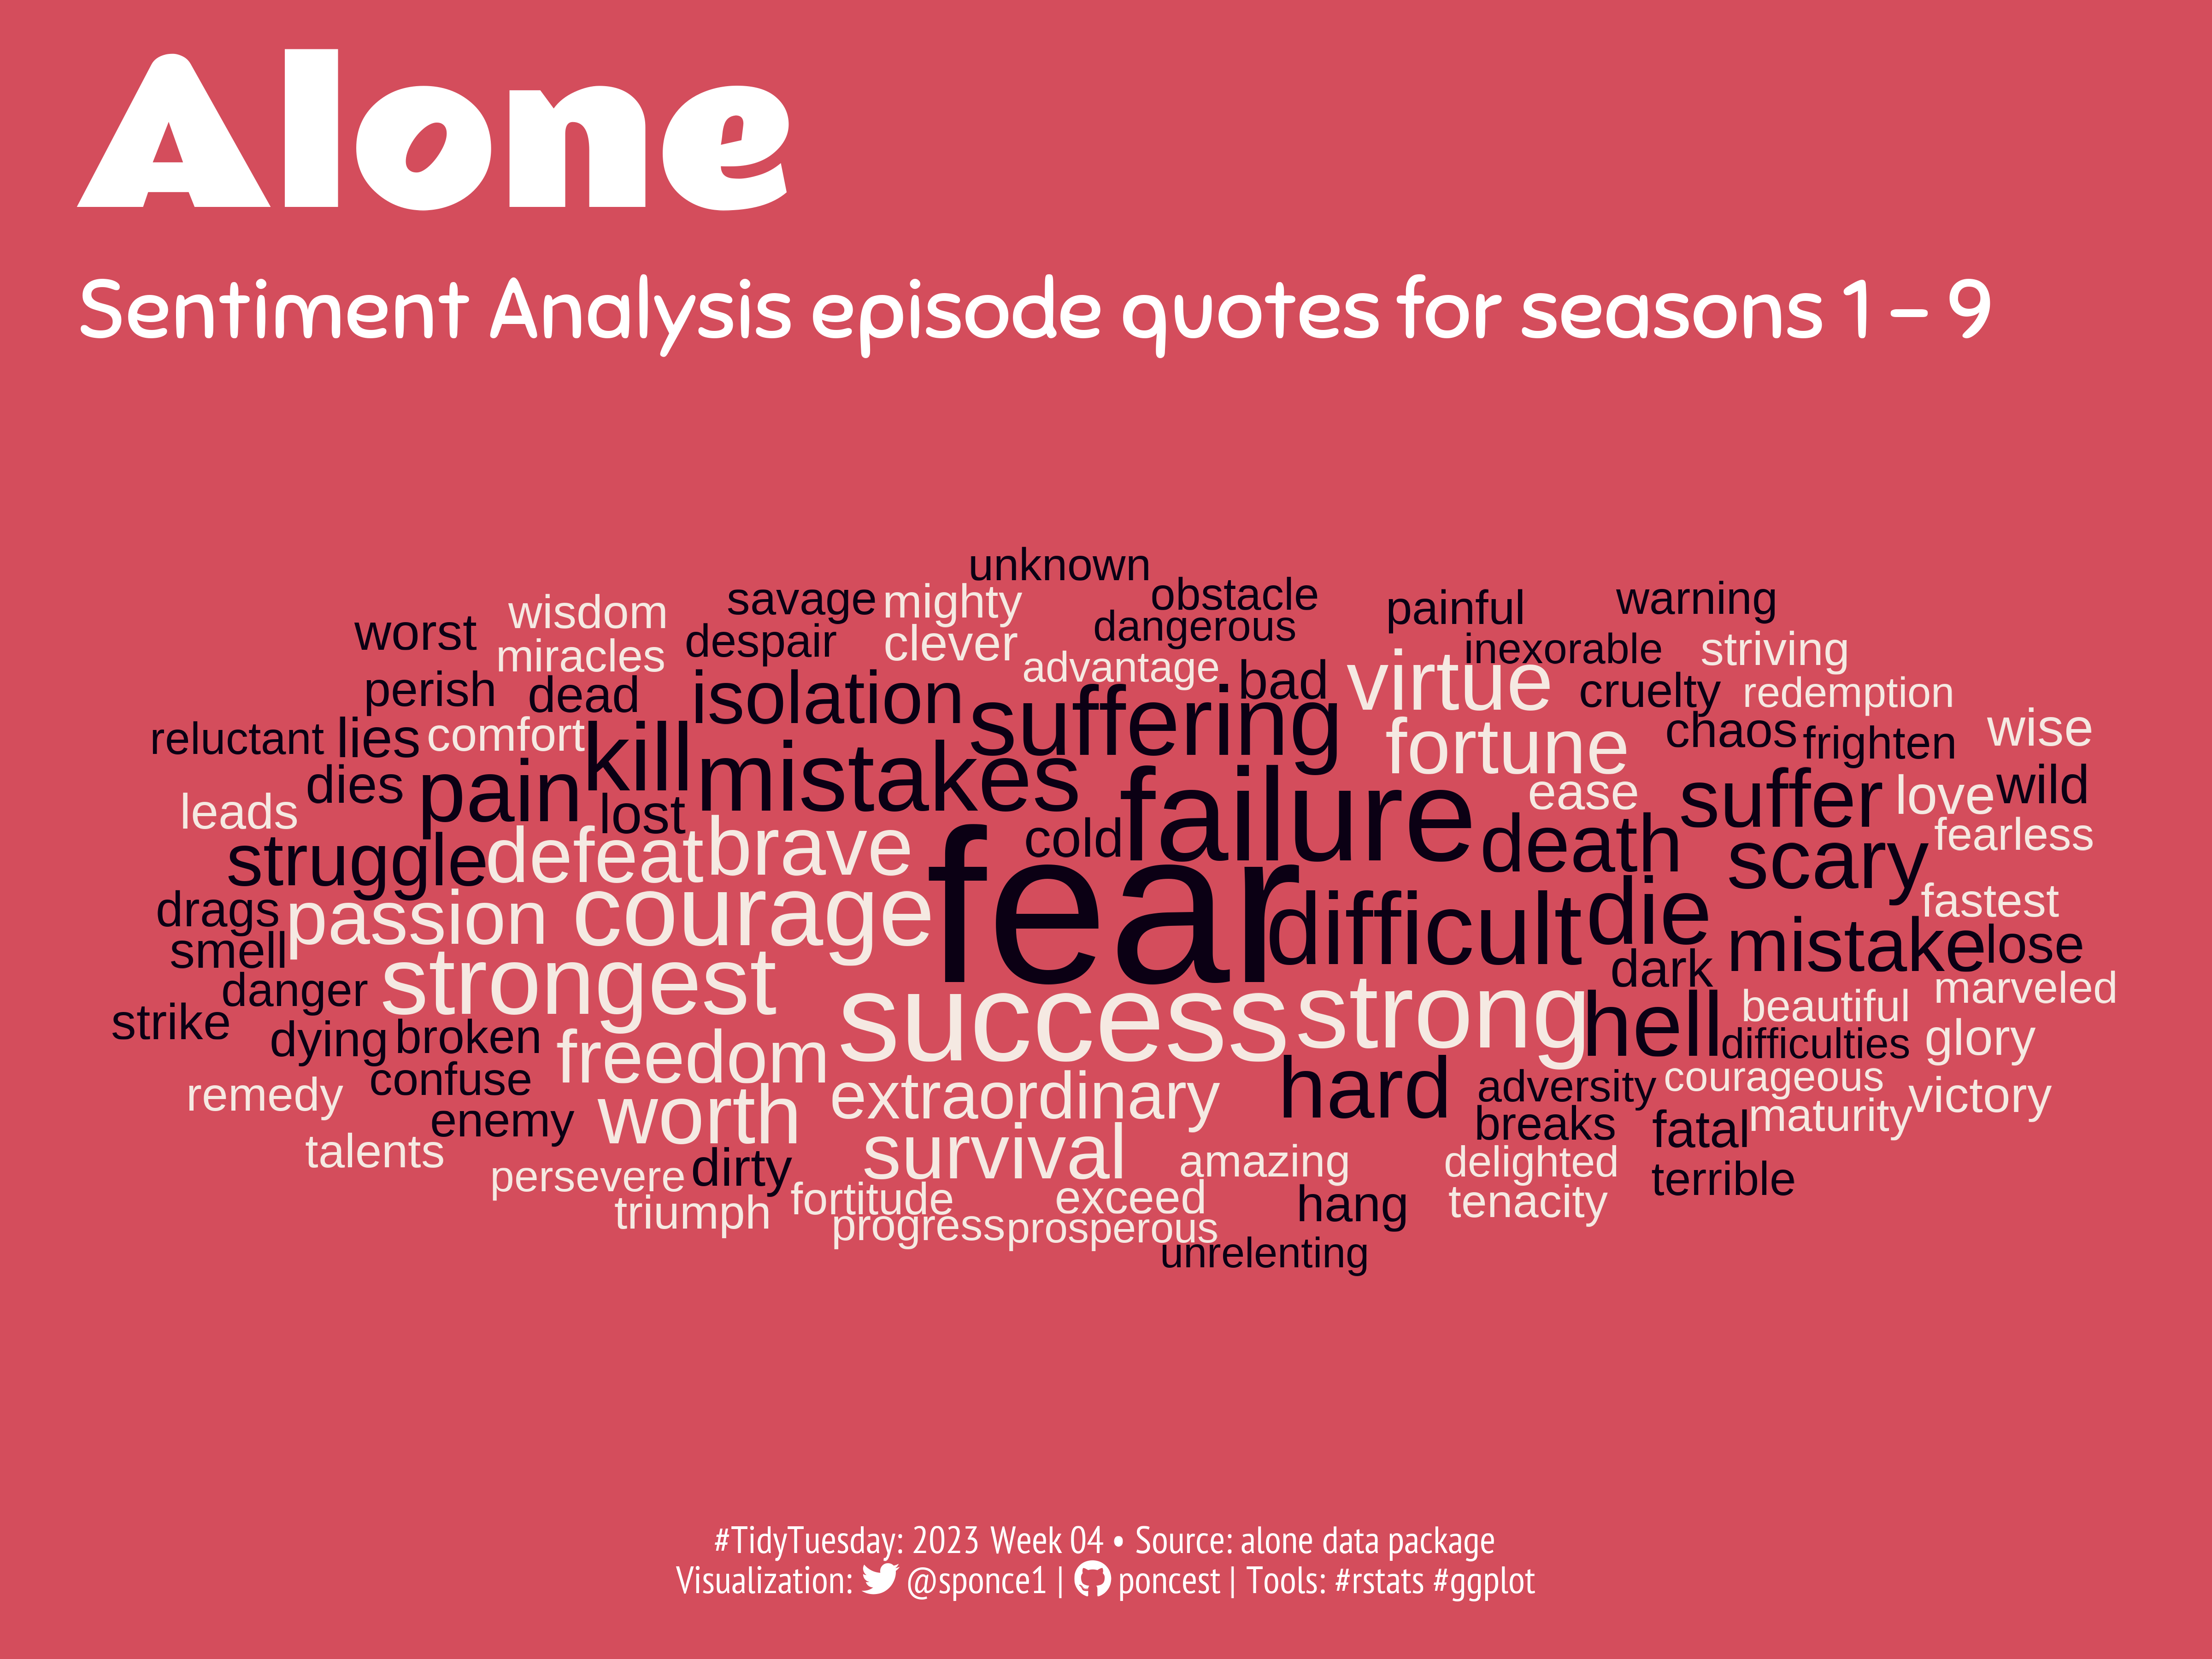 Alone
Sentiment Analysis episode quotes for seasons 1 – 9
unknown
savage mighty obstacle painful warning
worst wisdom despair clever dangerous inexorable striving
miracles advantage
perish dead isolation suffering bad virtue cruelty redemption
reluctant lies comfort kill mistakes fortune chaos frighten wise
leads dies pain lost failure ease suffer love wild
struggle defeat brave cold fear death scary fearless
drags passion courage difficult die fastest
smell strongest mistake lose
danger success strong dark beautiful marveled
strike dying broken freedom hell difficulties glory
remedy confuse extraordinary hard adversity courageous victory
enemy worth breaks fatal maturity
talents persevere dirty survival amazing delighted terrible
triumph fortitude exceed hang tenacity
progress prosperous
unrelenting
#TidyTuesday: 2023 Week 04 • Source: alone data package
Visualization: @sponce1 | poncest | Tools: #rstats #ggplot